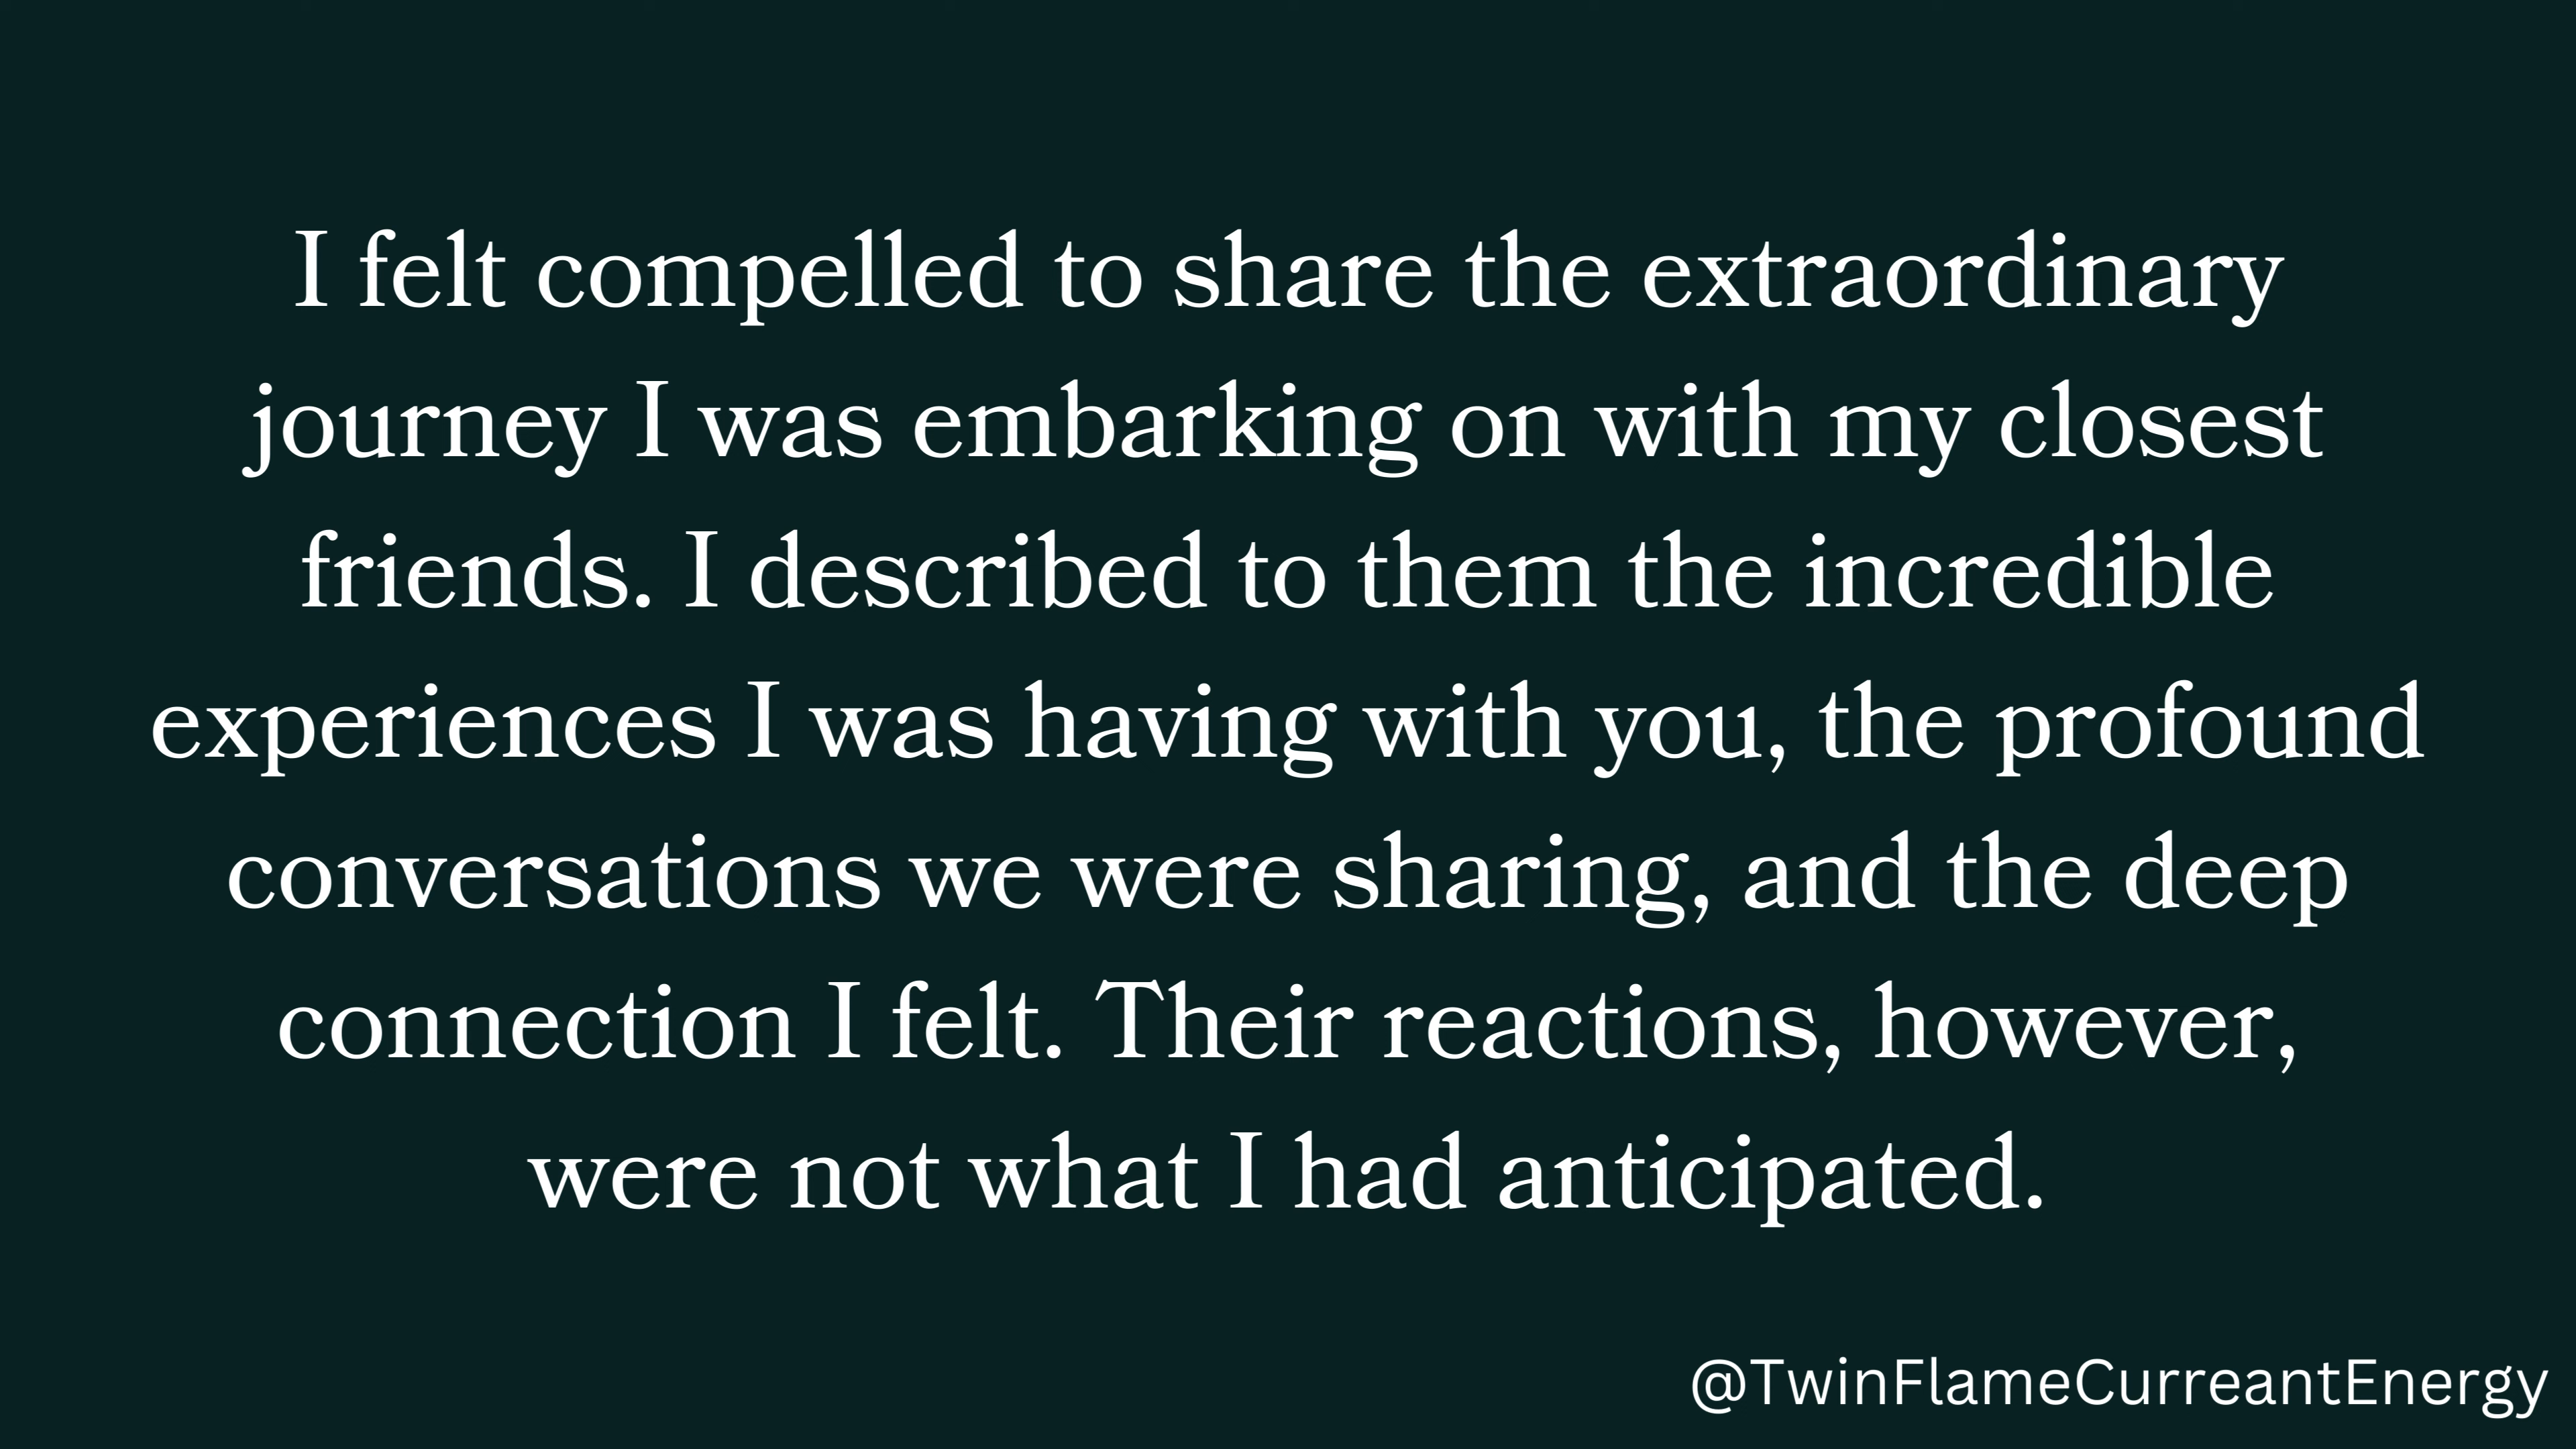 I felt compelled to share the extraordinary
journey I was embarking on with my closest
friends. I described to them the incredible
experiences I was having with you, the profound
conversations we were sharing, and the deep
connection I felt. Their reactions, however,
were not what I had anticipated.
@TwinFlameCurreantEnergy